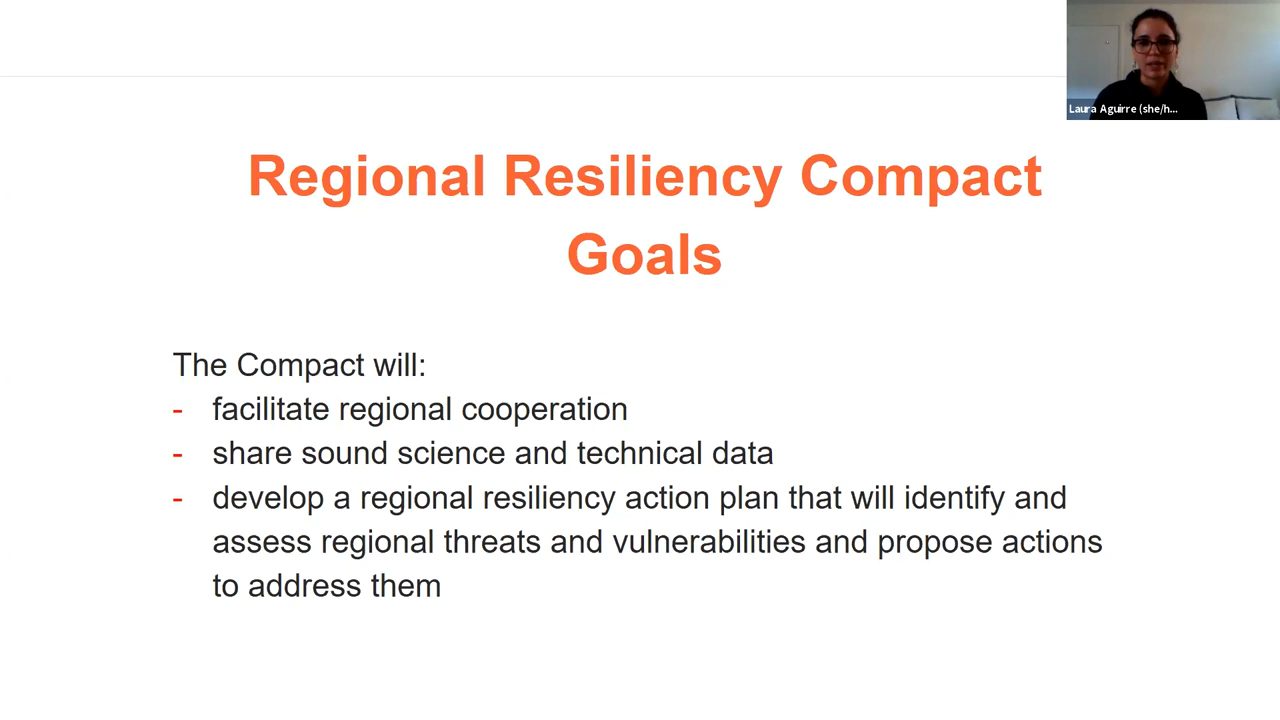 Laura Aguirre (she/h...
Regional Resiliency Compact
Goals
The Compact will:
- facilitate regional cooperation
- share sound science and technical data
- develop a regional resiliency action plan that will identify and
assess regional threats and vulnerabilities and propose actions
to address them